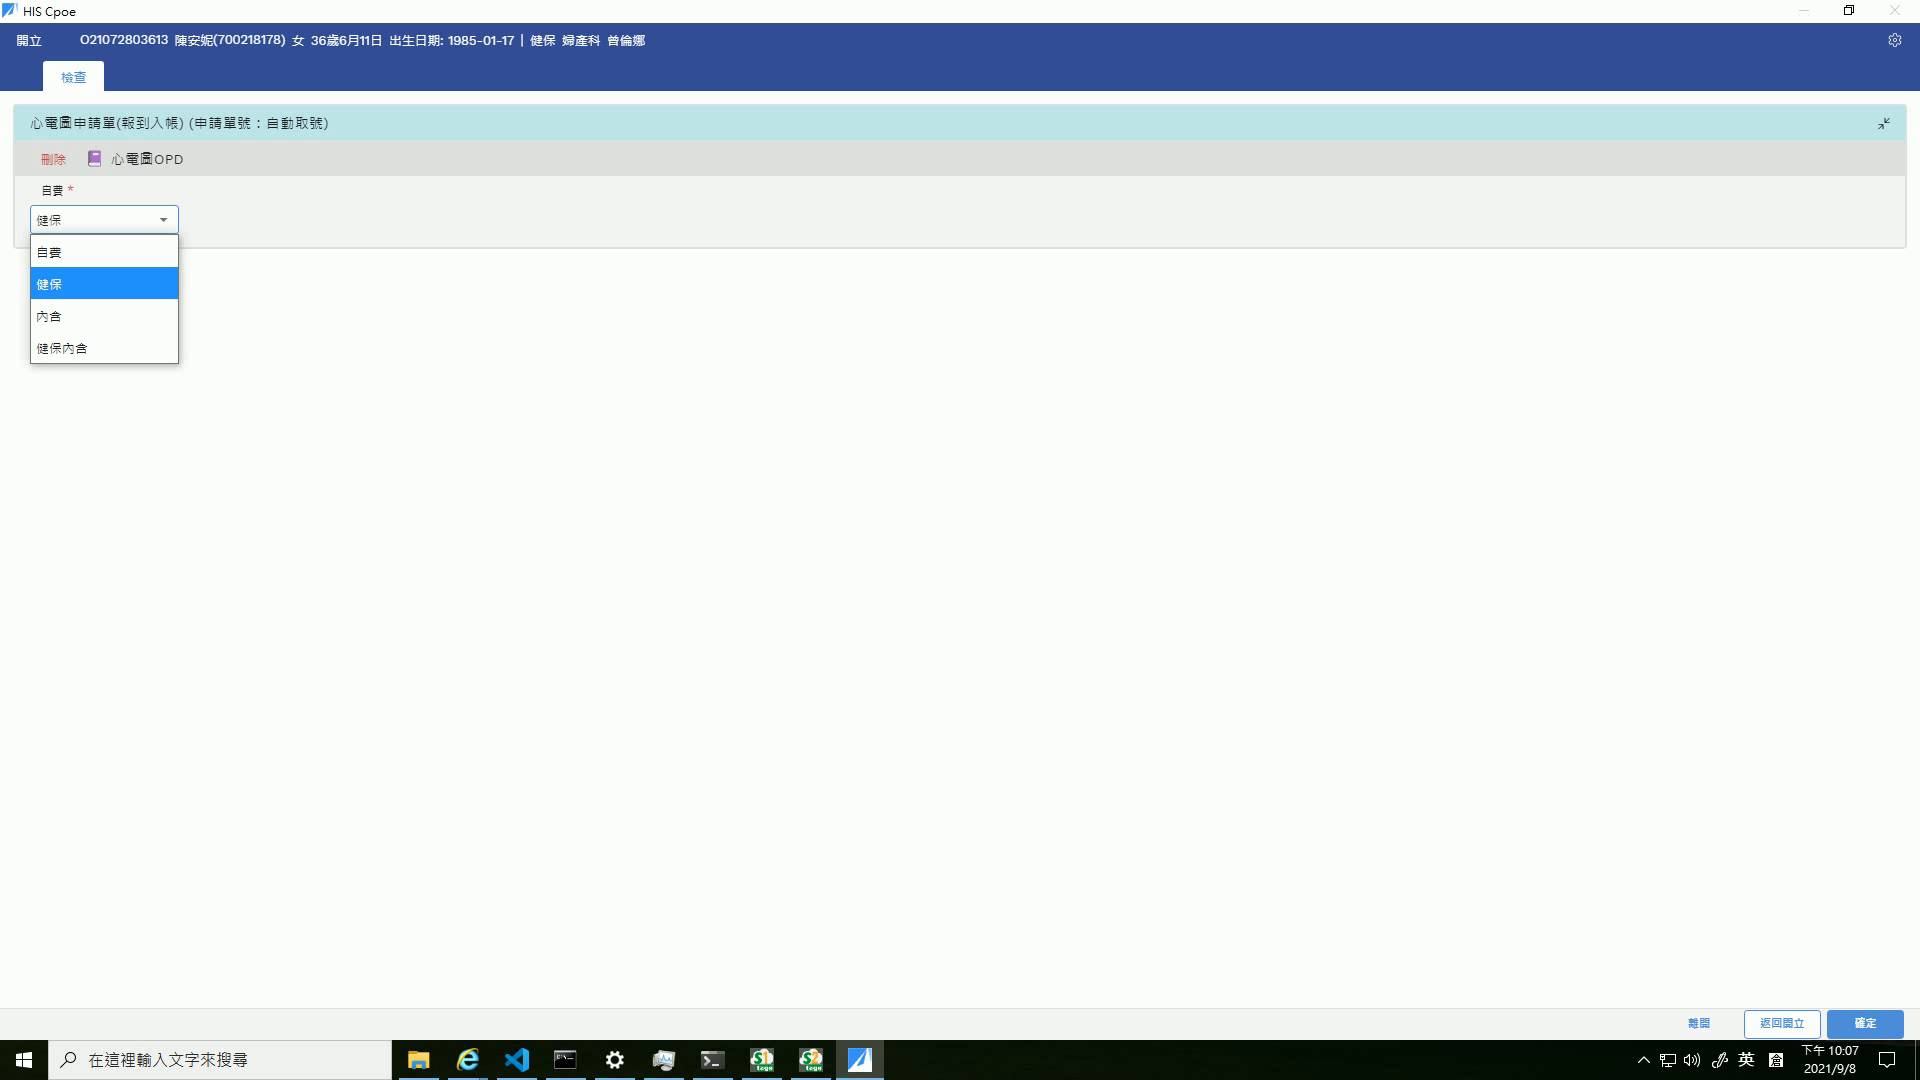 HIS Cpoe
開立 O21072803613 陳安妮(700218178) 女 36歲6月11日 出生日期: 1985-01-17 | 健保 婦產科 曾倫娜
檢查
心電圖申請單(報到入帳) (申請單號：自動取號)
刪除 心電圖OPD
自費 *
健保
自費
健保
內含
健保內含
離開 返回開立 確定
在這裡輸入文字來搜尋
S1
togo
S2
togo
英
下午 10:07
2021/9/8